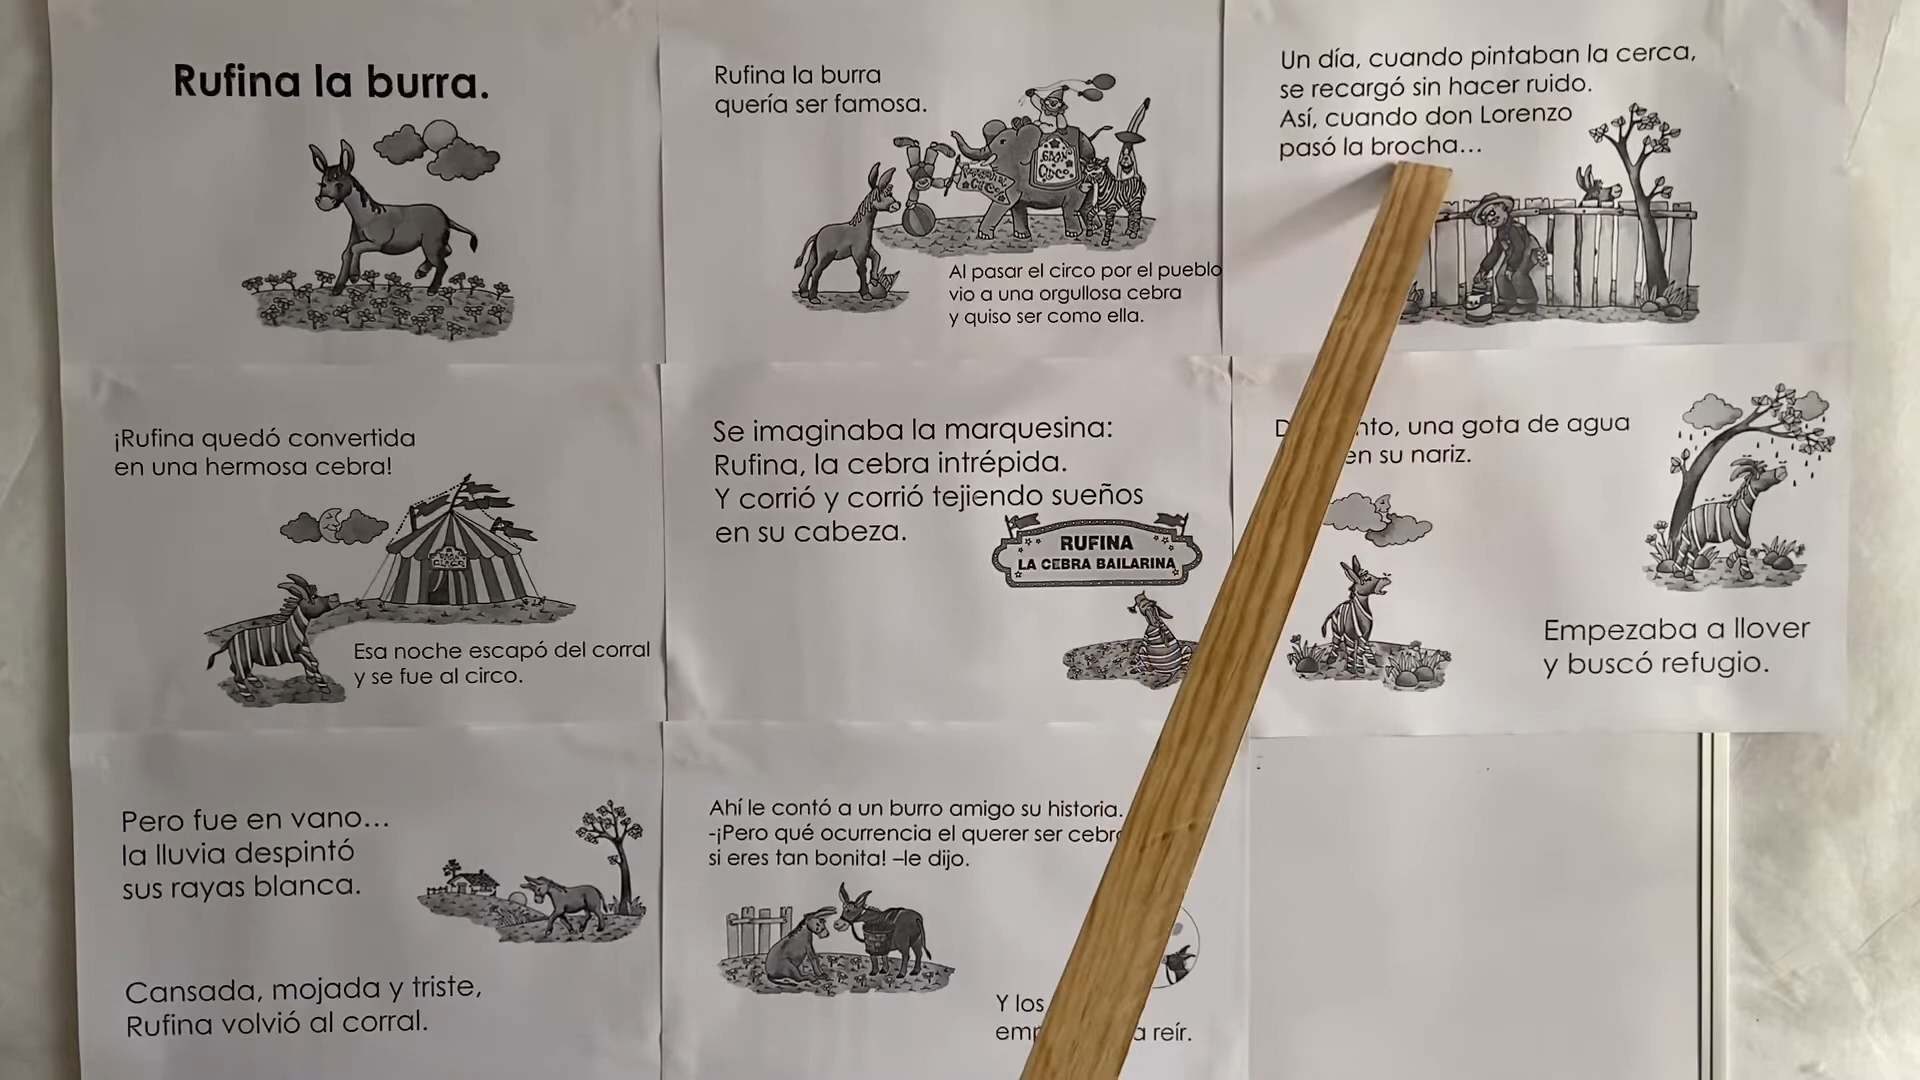 Rufina la burra.
Rufina la burra
quería ser famosa.
GRAN
CIRCO
Al pasar el circo por el pueblo
vio a una orgullosa cebra
y quiso ser como ella.
Un día, cuando pintaban la cerca,
se recargó sin hacer ruido.
Así, cuando don Lorenzo
pasó la brocha...
¡Rufina quedó convertida
en una hermosa cebra!
Esa noche escapó del corral
y se fue al circo.
Se imaginaba la marquesina:
Rufina, la cebra intrépida.
Y corrió y corrió tejiendo sueños
en su cabeza.
RUFINA
LA CEBRA BAILARINA
una gota de agua
en su nariz.
Empezaba a llover
y buscó refugio.
Pero fue en vano...
la lluvia despintó
sus rayas blanca.
Cansada, mojada y triste,
Rufina volvió al corral.
Ahí le contó a un burro amigo su historia.
-¡Pero qué ocurrencia el querer ser
si eres tan bonita! –le dijo.
Y los
a reír.